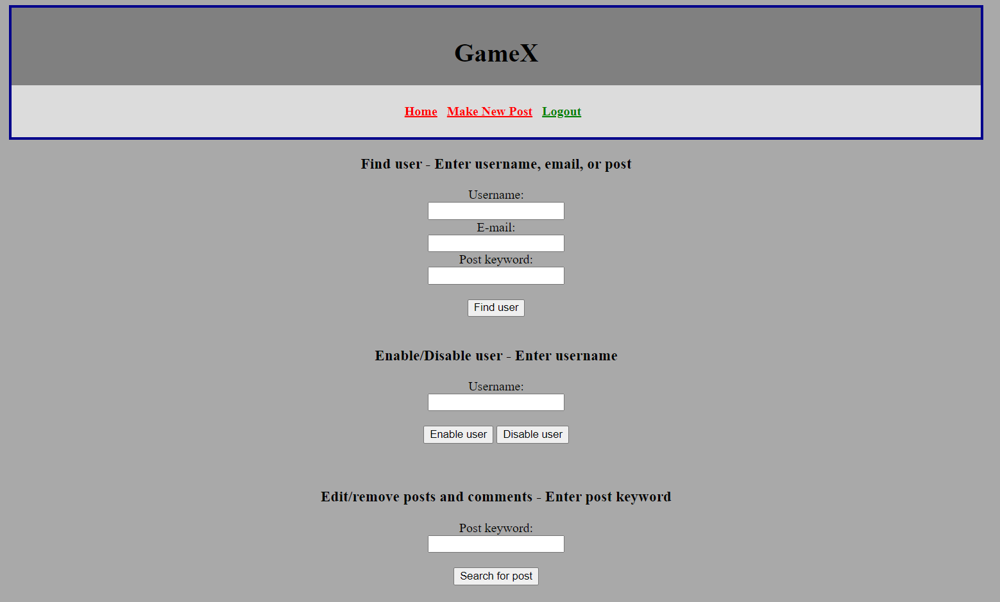 GameX
Home Make New Post Logout
Find user - Enter username, email, or post
Username:
E-mail:
Post keyword:
Find user
Enable/Disable user - Enter username
Username:
Enable user Disable user
Edit/remove posts and comments - Enter post keyword
Post keyword:
Search for post